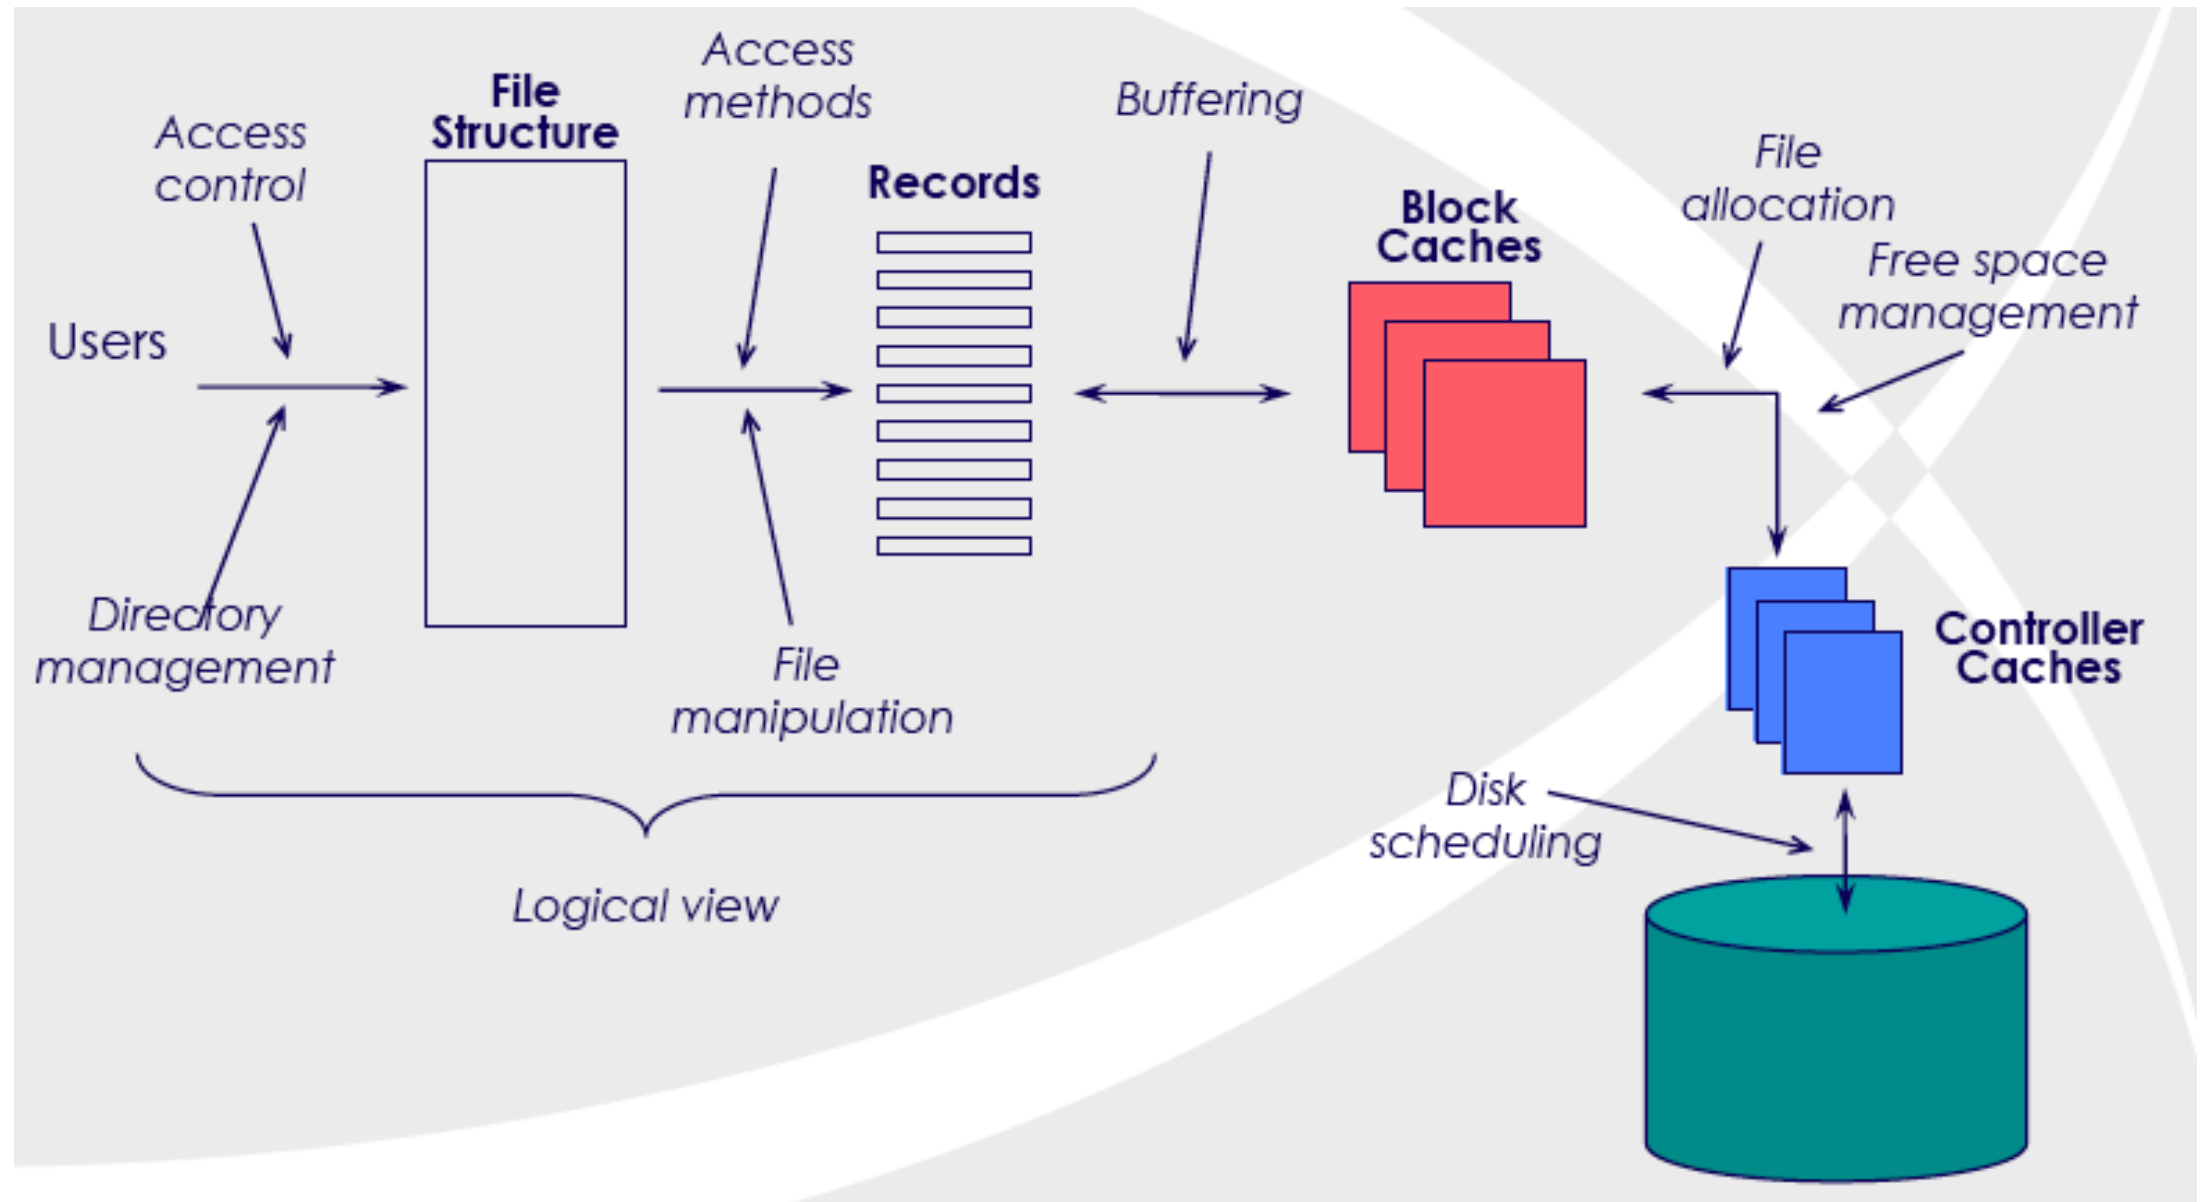 Access
methods
File
Structure
Buffering
Access
control
File
allocation
Records
Block
Caches
Free space
management
Users
Directory
management
File
manipulation
Controller
Caches
Disk
scheduling
Logical view